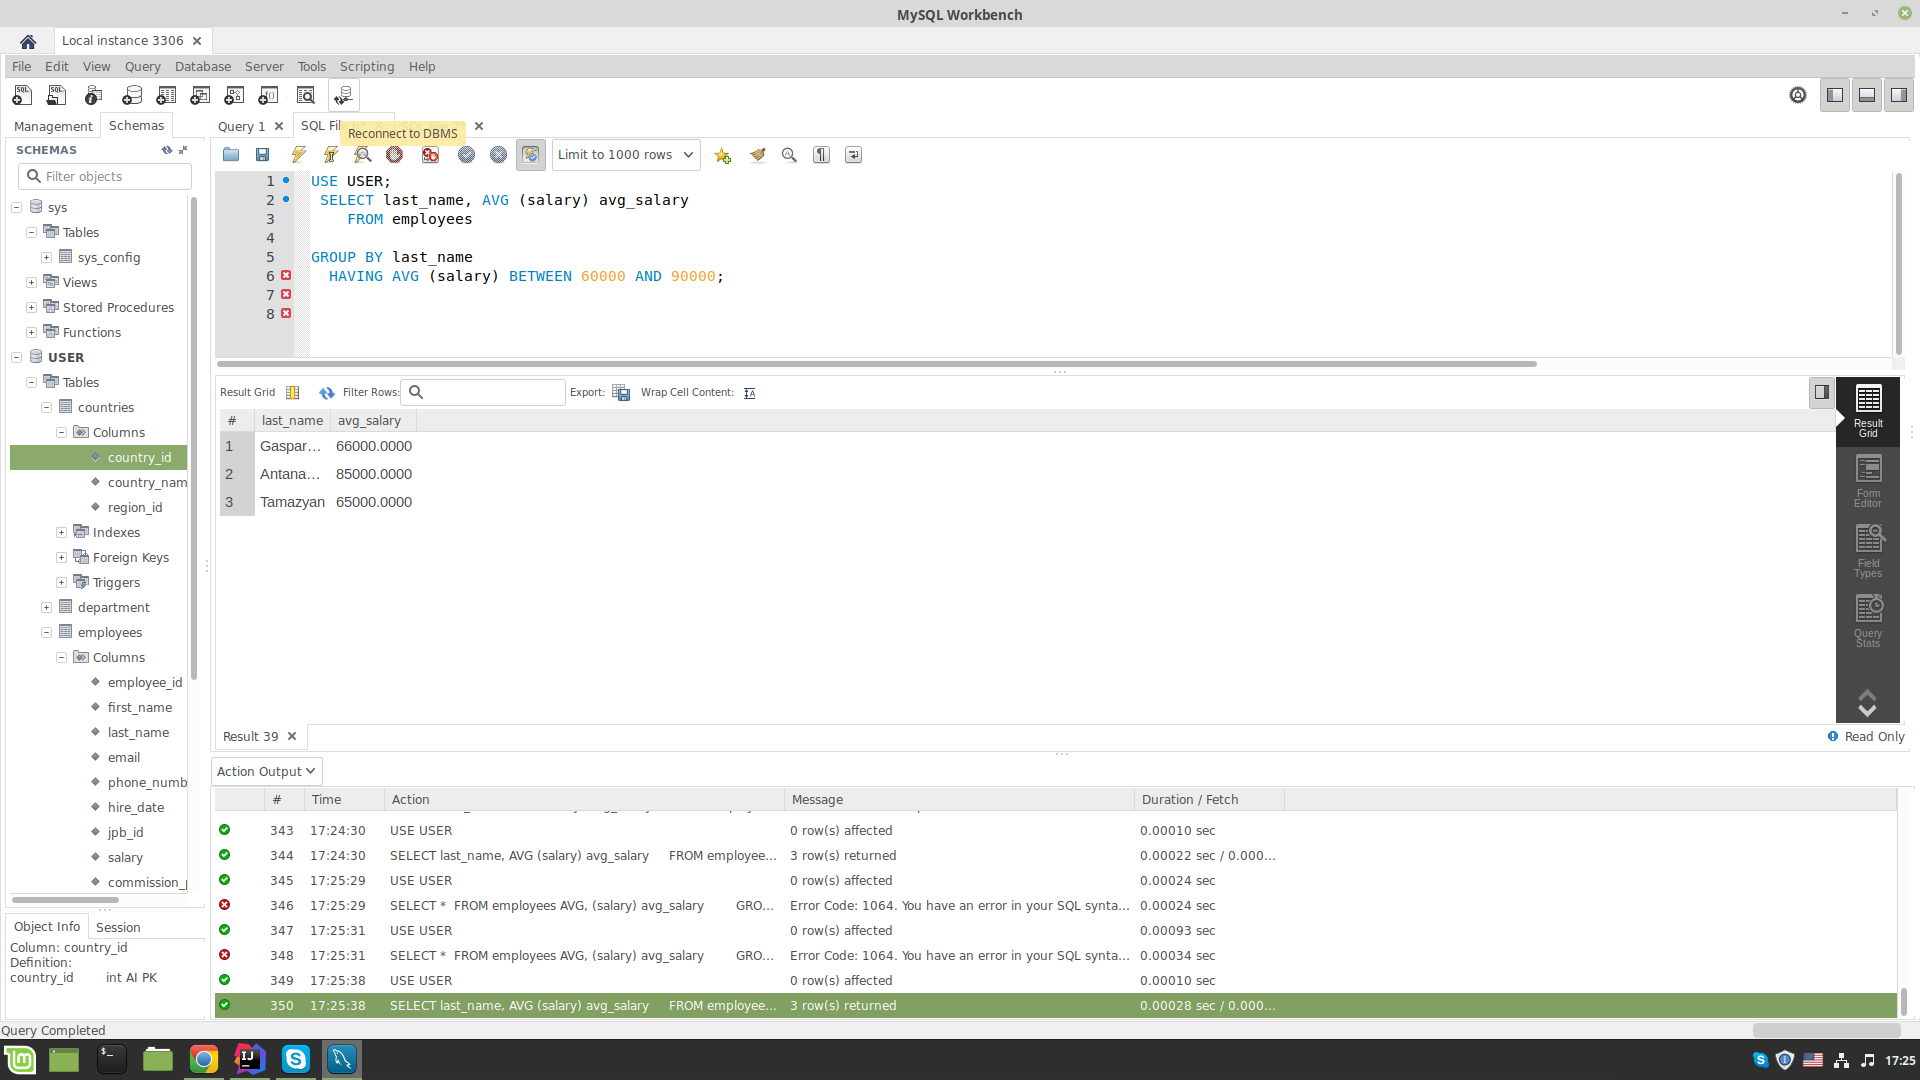 MySQL Workbench
Local instance 3306
File Edit View Query Database Server Tools Scripting Help
Management Schemas
Query 1
SQL Fi
Reconnect to DBMS
SCHEMAS
Filter objects
sys
Tables
sys_config
Views
Stored Procedures
Functions
USER
Tables
countries
Columns
country_id
country_nam
region_id
Indexes
Foreign Keys
Triggers
department
employees
Columns
employee_id
first_name
last_name
email
phone_numb
hire_date
jpb_id
salary
commission_p
Object Info Session
Column: country_id
Definition:
country_id int AI PK
Limit to 1000 rows
1 USE USER;
2 SELECT last_name, AVG (salary) avg_salary
3 FROM employees
4
5 GROUP BY last_name
6 HAVING AVG (salary) BETWEEN 60000 AND 90000;
7
8
Result Grid Filter Rows: Export: Wrap Cell Content:
# last_name avg_salary
1 Gaspar... 66000.0000
2 Antana... 85000.0000
3 Tamazyan 65000.0000
Result Grid
Form Editor
Field Types
Query Stats
Result 39
Read Only
Action Output
# Time Action Message Duration / Fetch
343 17:24:30 USE USER 0 row(s) affected 0.00010 sec
344 17:24:30 SELECT last_name, AVG (salary) avg_salary FROM employee... 3 row(s) returned 0.00022 sec / 0.000...
345 17:25:29 USE USER 0 row(s) affected 0.00024 sec
346 17:25:29 SELECT * FROM employees AVG, (salary) avg_salary GRO... Error Code: 1064. You have an error in your SQL synta... 0.00024 sec
347 17:25:31 USE USER 0 row(s) affected 0.00093 sec
348 17:25:31 SELECT * FROM employees AVG, (salary) avg_salary GRO... Error Code: 1064. You have an error in your SQL synta... 0.00034 sec
349 17:25:38 USE USER 0 row(s) affected 0.00010 sec
350 17:25:38 SELECT last_name, AVG (salary) avg_salary FROM employee... 3 row(s) returned 0.00028 sec / 0.000...
Query Completed
17:25